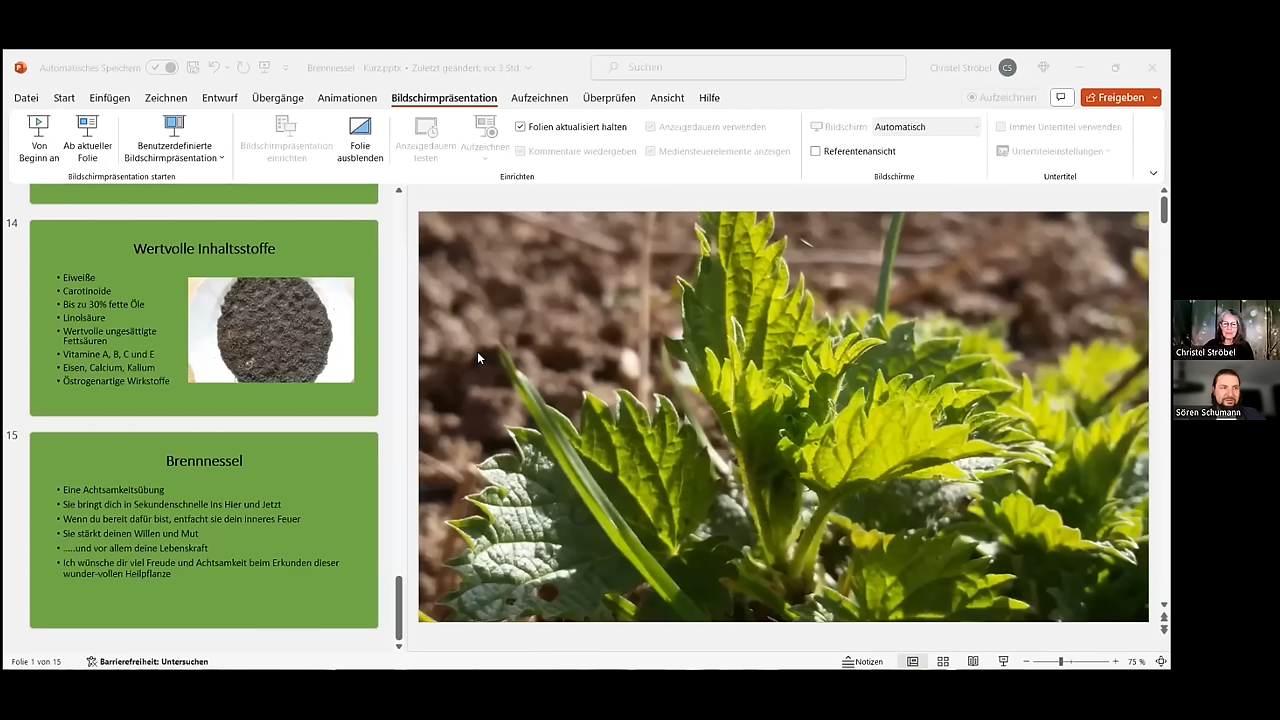 Automatisches Speichern
Brennnessel - Kurz.pptx • Zuletzt geändert: vor 3 Std.
Suchen
Christel Ströbel
CS
Datei Start Einfügen Zeichnen Entwurf Übergänge Animationen Bildschirmpräsentation Aufzeichnen Überprüfen Ansicht Hilfe
Aufzeichnen
Freigeben
Von Beginn an
Ab aktueller Folie
Benutzerdefinierte Bildschirmpräsentation
Bildschirmpräsentation starten
Bildschirmpräsentation einrichten
Folie ausblenden
Anzeigedauern testen
Aufzeichnen
Folien aktualisiert halten
Kommentare wiedergeben
Anzeigedauern verwenden
Mediensteuerelemente anzeigen
Einrichten
Bildschirm: Automatisch
Referentenansicht
Bildschirme
Immer Untertitel verwenden
Untertiteleinstellungen
Untertitel
14
Wertvolle Inhaltsstoffe
• Eiweiße
• Carotinoide
• Bis zu 30% fette Öle
• Linolsäure
• Wertvolle ungesättigte
Fettsäuren
• Vitamine A, B, C und E
• Eisen, Calcium, Kalium
• Östrogenartige Wirkstoffe
15
Brennnessel
• Eine Achtsamkeitsübung
• Sie bringt dich in Sekundenschnelle ins Hier und Jetzt
• Wenn du bereit dafür bist, entfacht sie dein inneres Feuer
• Sie stärkt deinen Willen und Mut
• .....und vor allem deine Lebenskraft
• Ich wünsche dir viel Freude und Achtsamkeit beim Erkunden dieser
wunder-vollen Heilpflanze
Christel Ströbel
Sören Schumann
Folie 1 von 15
Barrierefreiheit: Untersuchen
Notizen
75 %